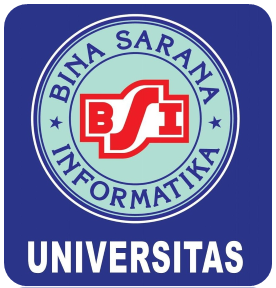 BINA SARANA
BSI
INFORMATIKA
UNIVERSITAS